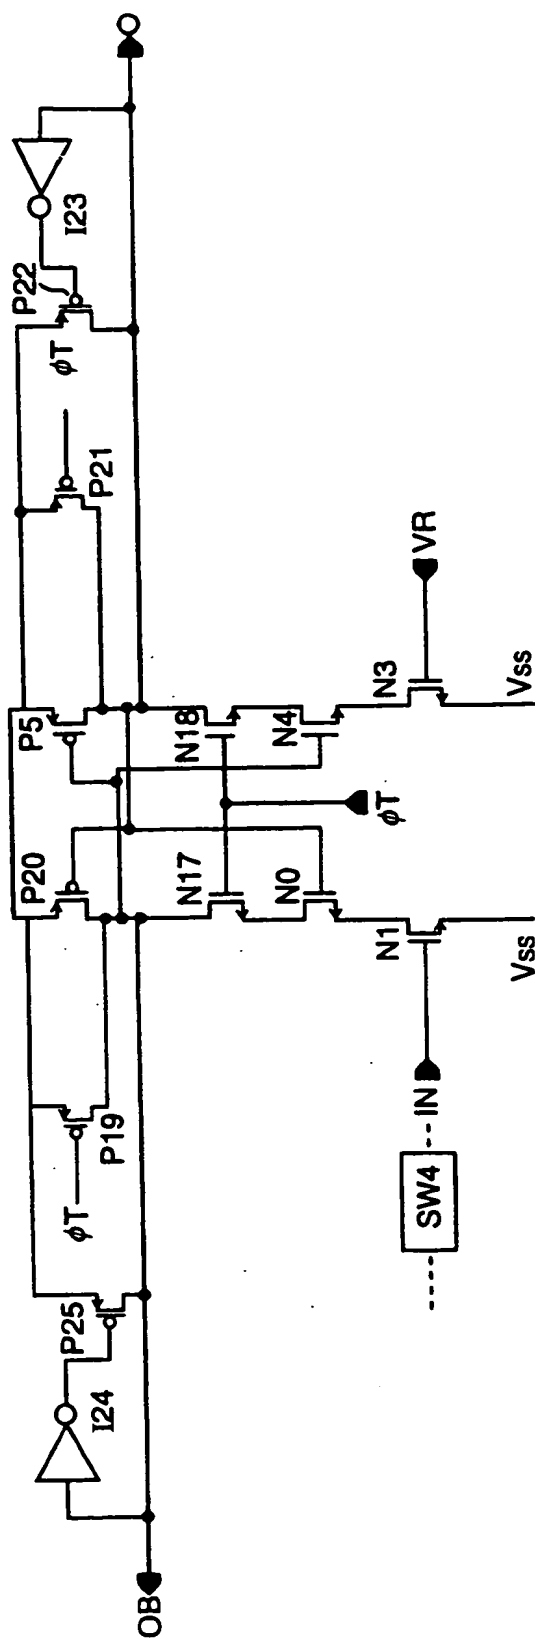 O
I23
P22
φT
P21
P5
P20
P19
φT
P25
I24
OB
N18
N17
N4
N0
φT
N3
VR
N1
IN
SW4
Vss
Vss